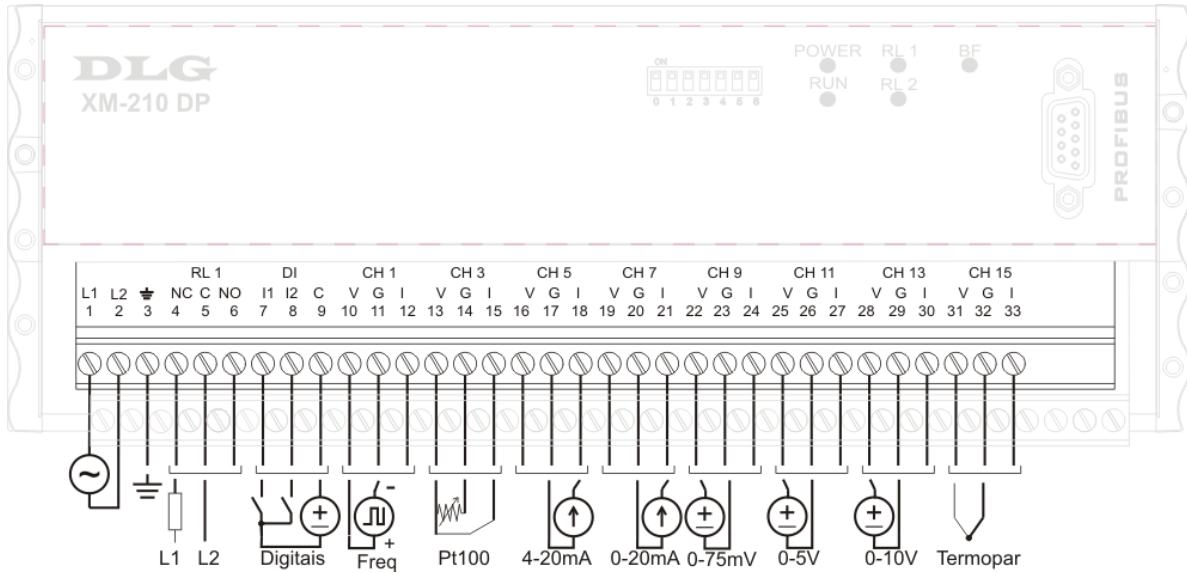 DLG
XM-210 DP
ON
0 1 2 3 4 5 6
POWER RL 1 BF
RUN RL 2
PROFIBUS
RL 1 DI CH 1 CH 3 CH 5 CH 7 CH 9 CH 11 CH 13 CH 15
L1 L2 NC C NO I1 I2 C V G I V G I V G I V G I V G I V G I V G I V G I
1 2 3 4 5 6 7 8 9 10 11 12 13 14 15 16 17 18 19 20 21 22 23 24 25 26 27 28 29 30 31 32 33
L1 L2 Digitais Freq Pt100 4-20mA 0-20mA 0-75mV 0-5V 0-10V Termopar